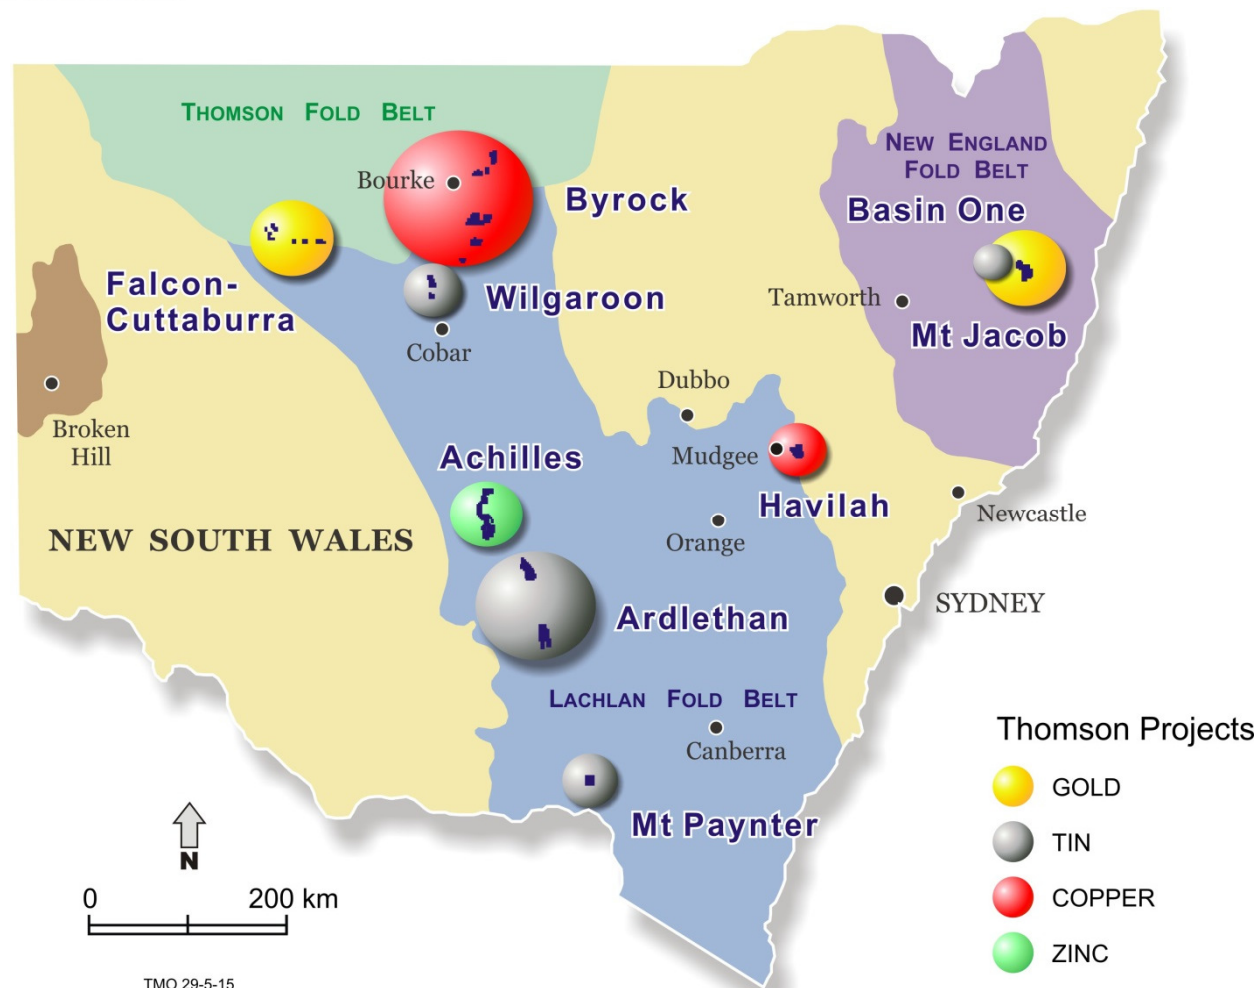 THOMSON FOLD BELT
NEW ENGLAND
FOLD BELT
Bourke
Byrock
Basin One
Falcon-
Cuttaburra
Wilgaroon
Tamworth
Mt Jacob
Cobar
Dubbo
Broken
Hill
Achilles
Mudgee
Havilah
Newcastle
NEW SOUTH WALES
Orange
SYDNEY
Ardlethan
LACHLAN FOLD BELT
Canberra
Mt Paynter
Thomson Projects
GOLD
TIN
COPPER
ZINC
N
0 200 km
TMO 29-5-15